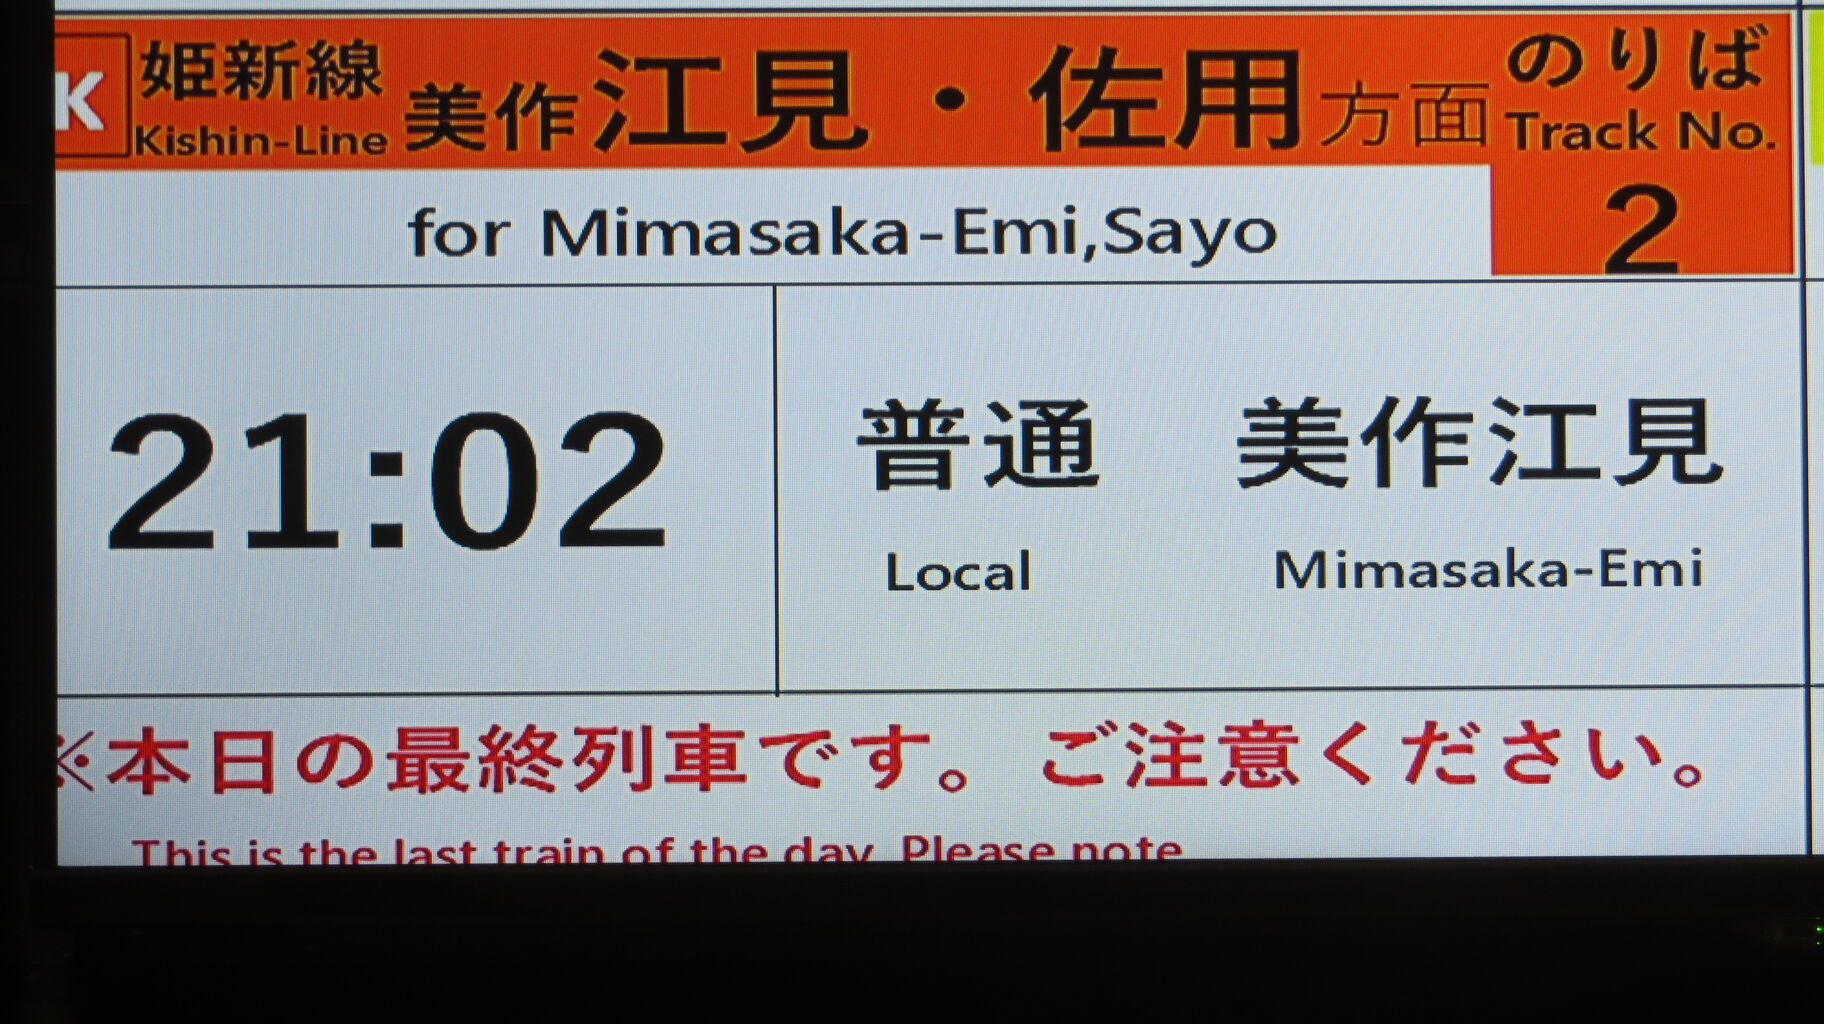 K 姫新線 美作江見・佐用方面 のりば
Kishin-Line Track No.
for Mimasaka-Emi,Sayo 2
21:02 普通 美作江見
Local Mimasaka-Emi
※本日の最終列車です。ご注意ください。
This is the last train of the day. Please note